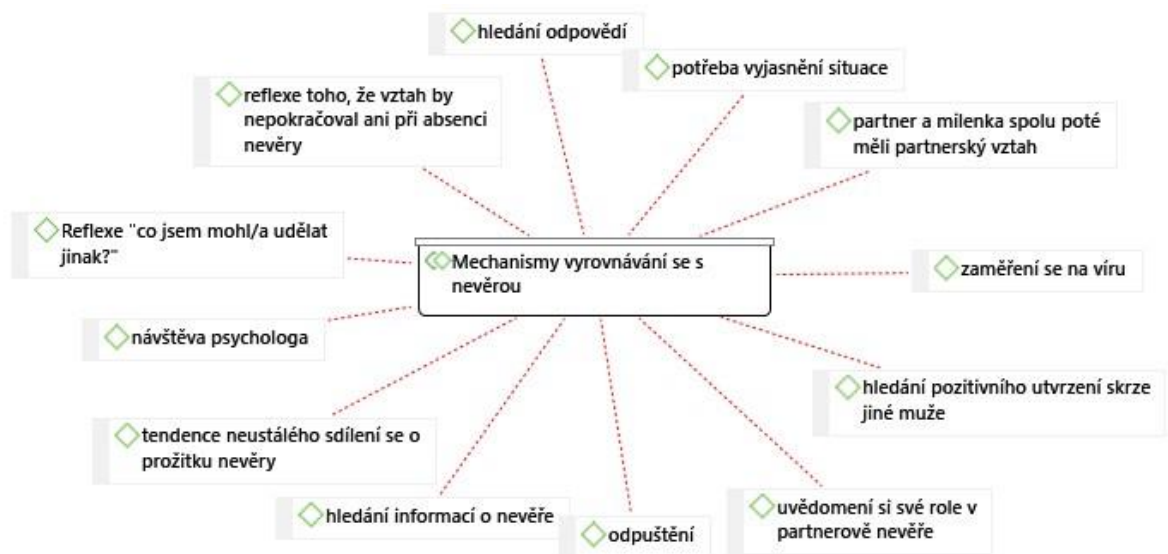 hledání odpovědí
potřeba vyjasnění situace
reflexe toho, že vztah by
nepokračoval ani při absenci
nevěry
partner a milenka spolu poté
měli partnerský vztah
Reflexe "co jsem mohl/a udělat
jinak?"
Mechanismy vyrovnávání se s
nevěrou
zaměření se na víru
návštěva psychologa
hledání pozitivního utvrzení skrze
jiné muže
tendence neustálého sdílení se o
prožitku nevěry
hledání informací o nevěře
odpuštění
uvědomení si své role v
partnerově nevěře